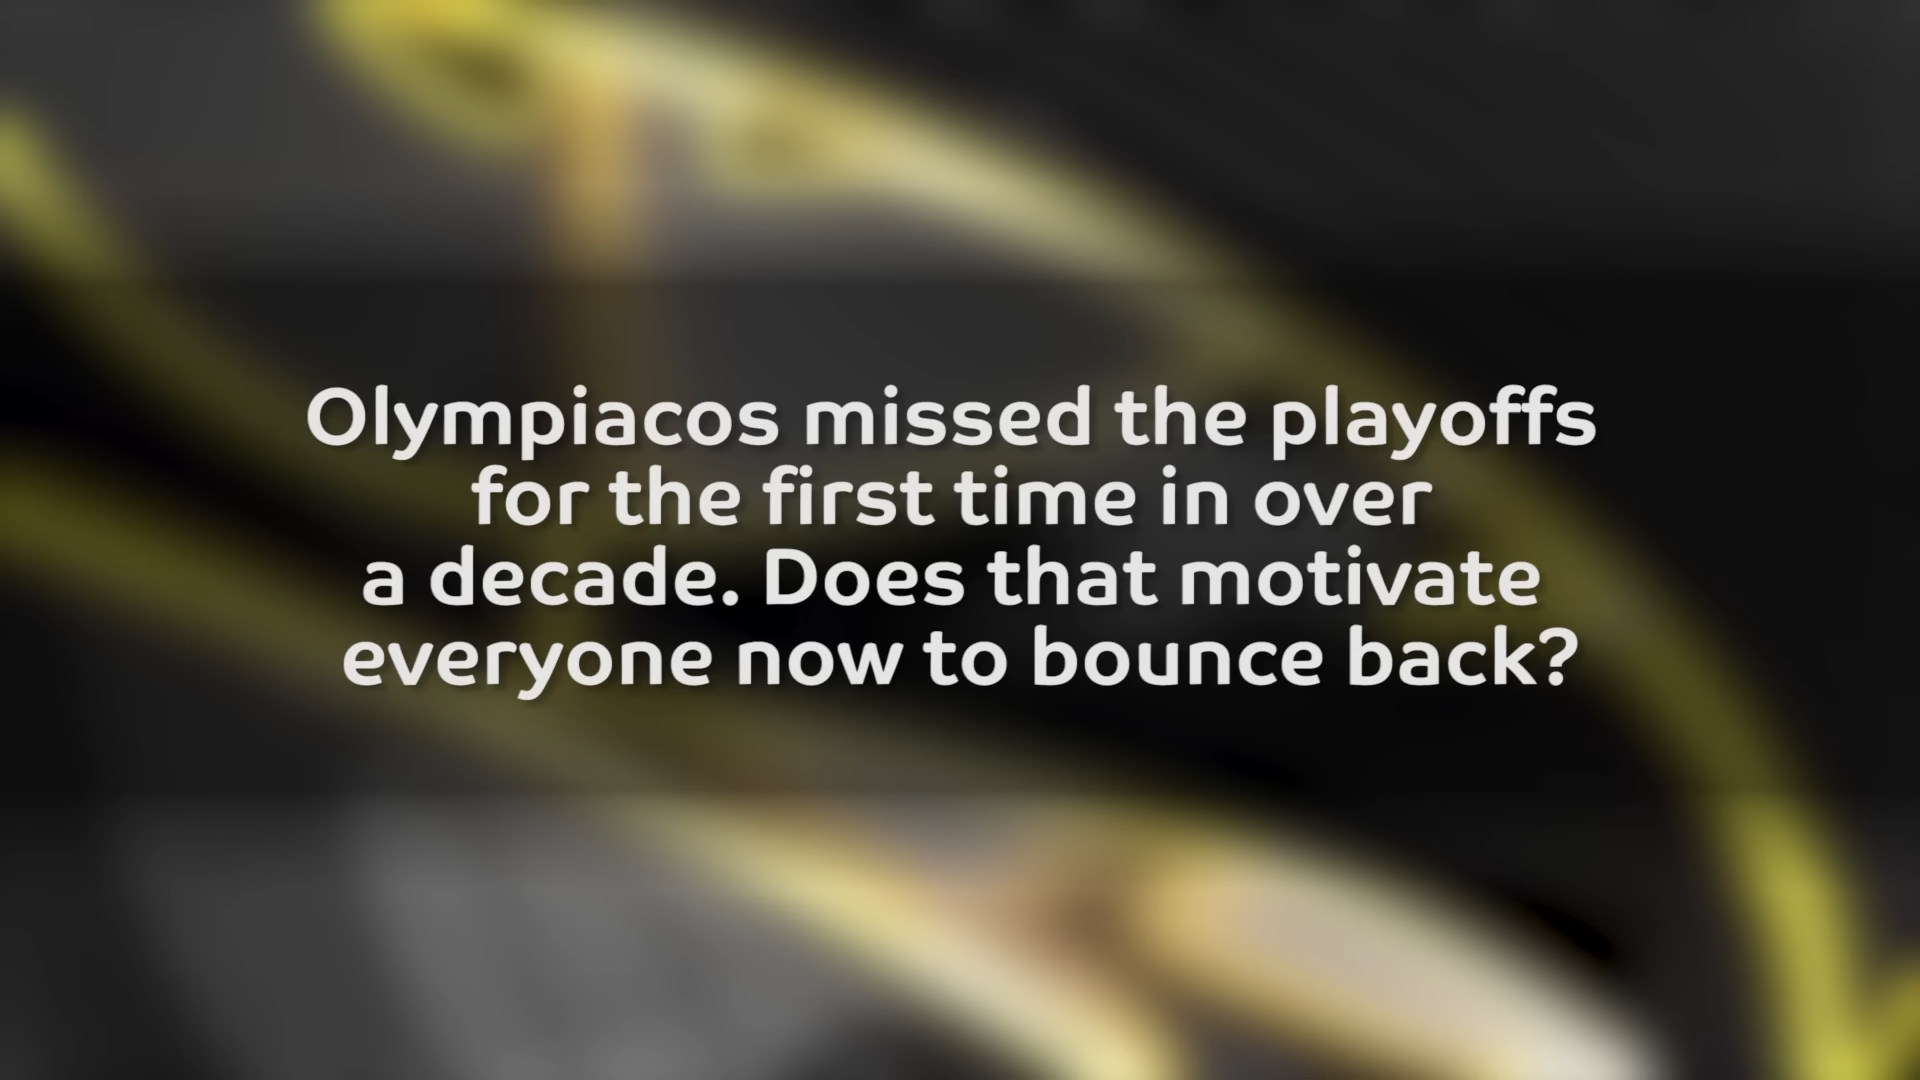 Olympiacos missed the playoffs
for the first time in over
a decade. Does that motivate
everyone now to bounce back?